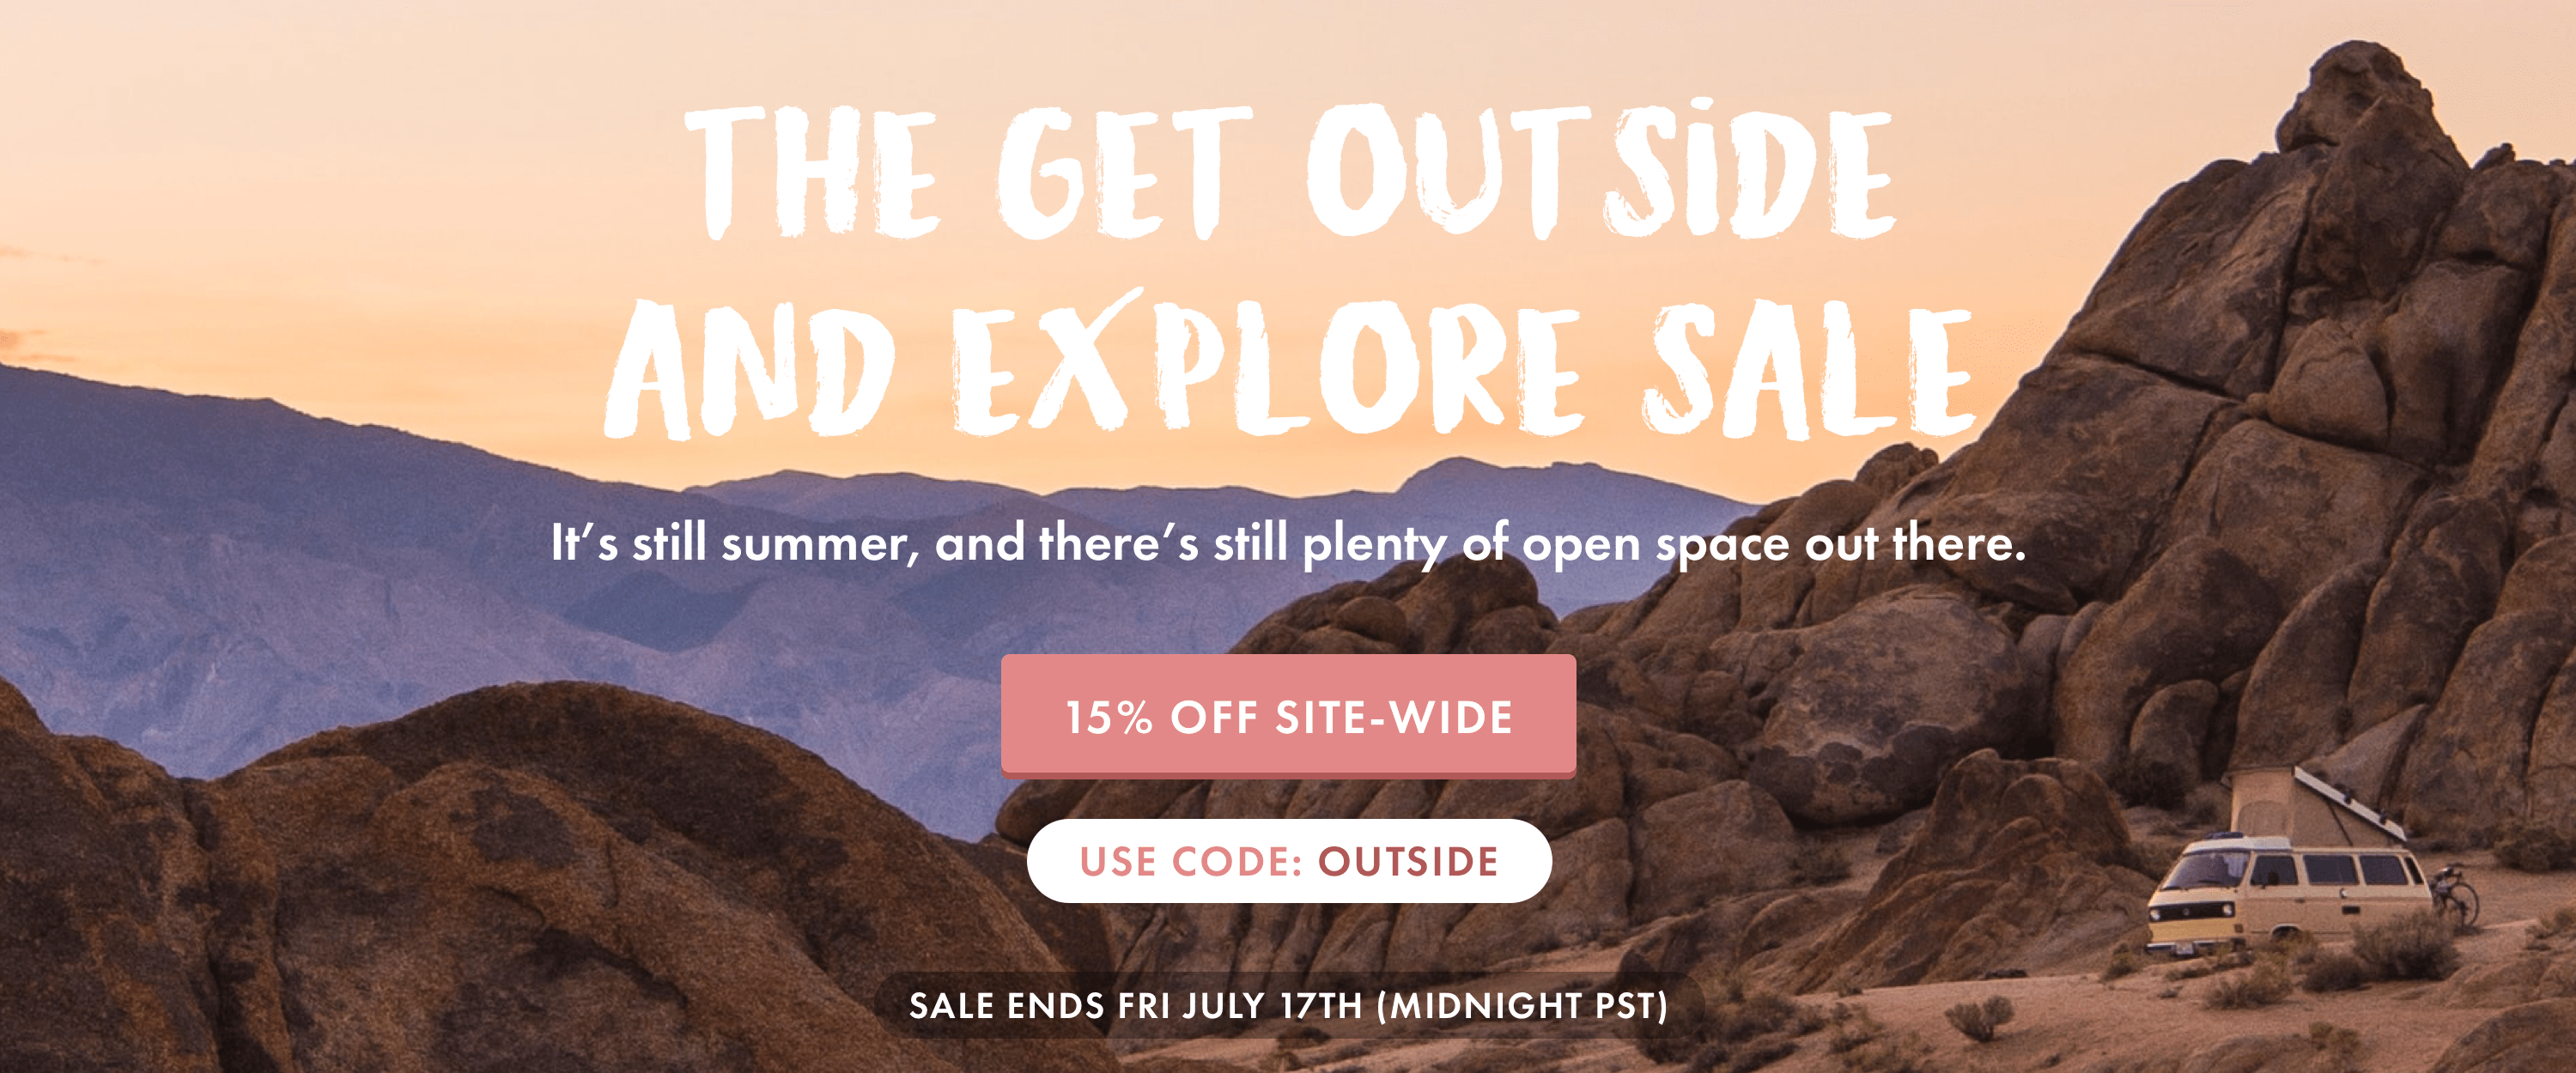 THE GET OUTSIDE
AND EXPLORE SALE
It’s still summer, and there’s still plenty of open space out there.
15% OFF SITE-WIDE
USE CODE: OUTSIDE
SALE ENDS FRI JULY 17TH (MIDNIGHT PST)